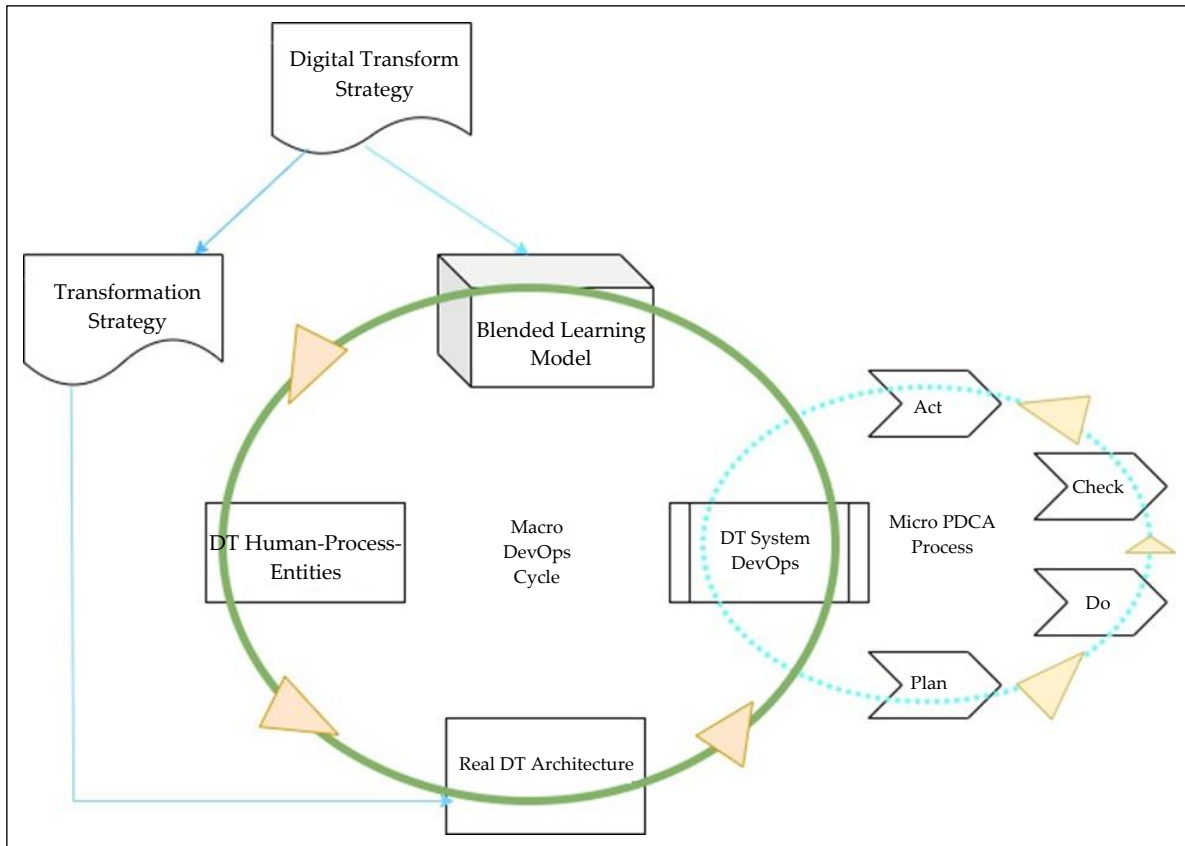 Digital Transform
Strategy
Transformation
Strategy
Blended Learning
Model
Act
Check
DT Human-Process-
Entities
Macro
DevOps
Cycle
DT System
DevOps
Micro PDCA
Process
Do
Plan
Real DT Architecture